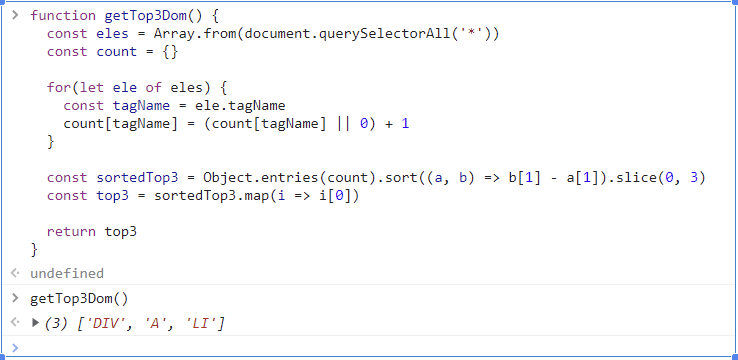 function getTop3Dom() {
  const eles = Array.from(document.querySelectorAll('*'))
  const count = {}

  for(let ele of eles) {
    const tagName = ele.tagName
    count[tagName] = (count[tagName] || 0) + 1
  }

  const sortedTop3 = Object.entries(count).sort((a, b) => b[1] - a[1]).slice(0, 3)
  const top3 = sortedTop3.map(i => i[0])

  return top3
}
undefined
getTop3Dom()
(3) ['DIV', 'A', 'LI']